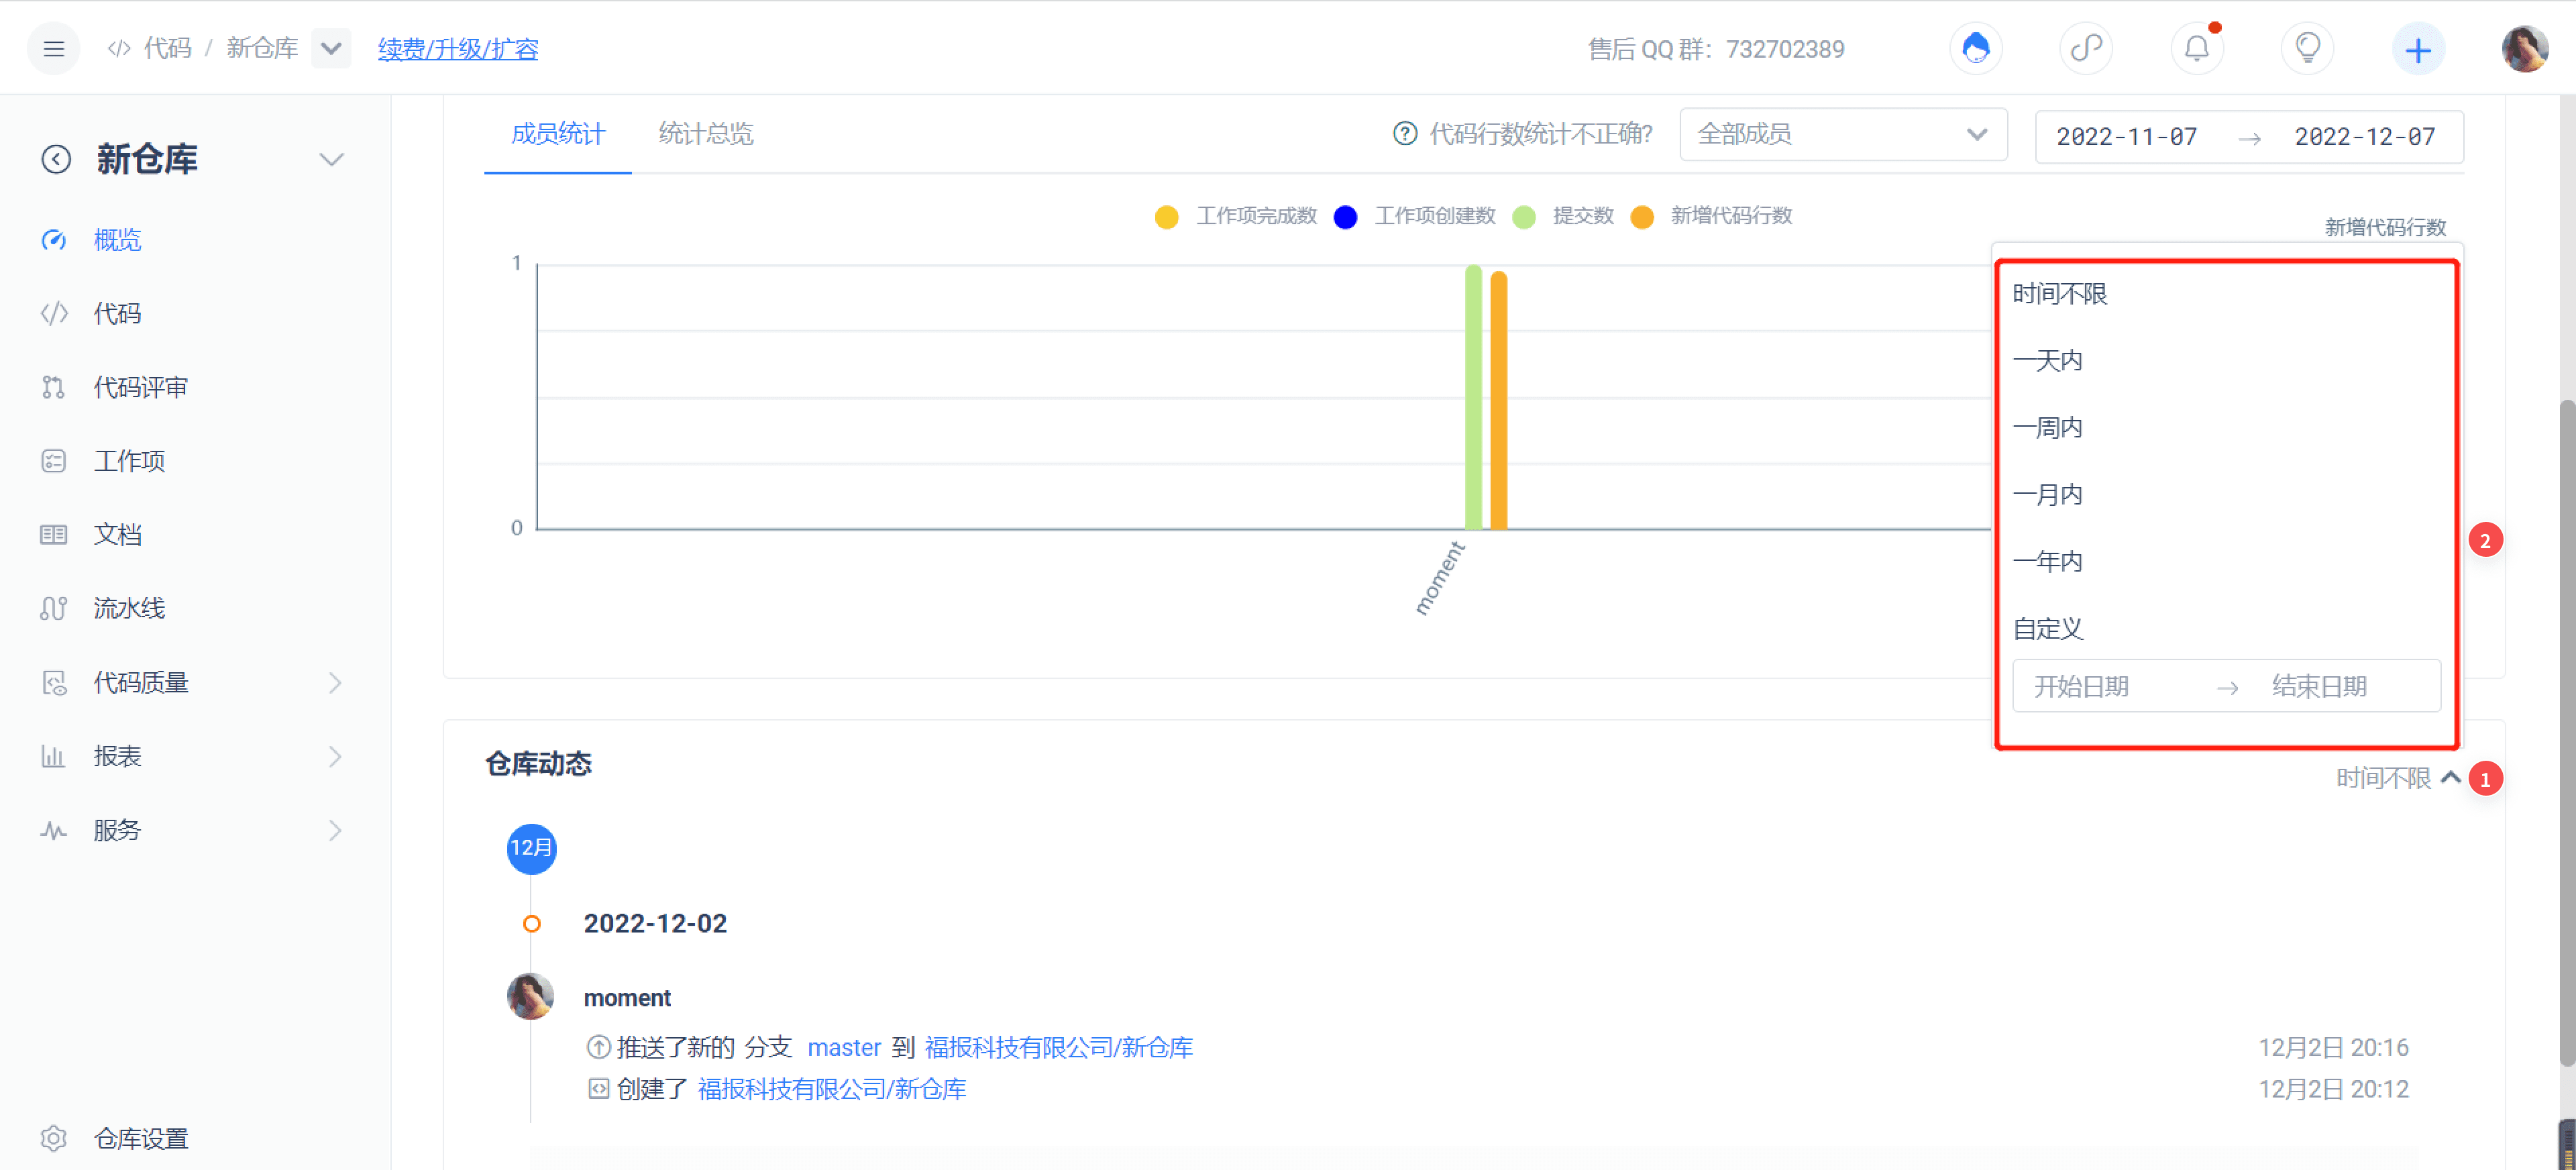 代码 / 新仓库 续费/升级/扩容 售后 QQ 群：732702389
新仓库
概览
代码
代码评审
工作项
文档
流水线
代码质量
报表
服务
仓库设置
成员统计 统计总览 代码行数统计不正确? 全部成员 2022-11-07 → 2022-12-07
工作项完成数 工作项创建数 提交数 新增代码行数
新增代码行数
1
0
moment
时间不限
一天内
一周内
一月内
一年内
自定义
开始日期 → 结束日期
2
仓库动态
时间不限 1
12月
2022-12-02
moment
推送了新的 分支 master 到 福报科技有限公司/新仓库 12月2日 20:16
创建了 福报科技有限公司/新仓库 12月2日 20:12